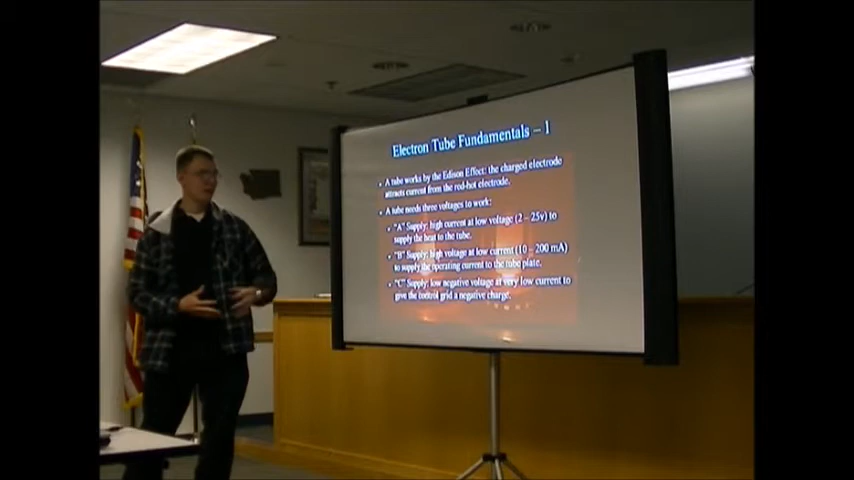 Electron Tube Fundamentals – 1
• A tube works by the Edison Effect: the charged electrode
attracts current from the red-hot electrode.
• A tube needs three voltages to work:
• "A" Supply: high current at low voltage (2 – 25v) to
supply the heat to the tube.
• "B" Supply: high voltage at low current (10 – 200 mA)
to supply the operating current to the tube plate.
• "C" Supply: low negative voltage at very low current to
give the control grid a negative charge.